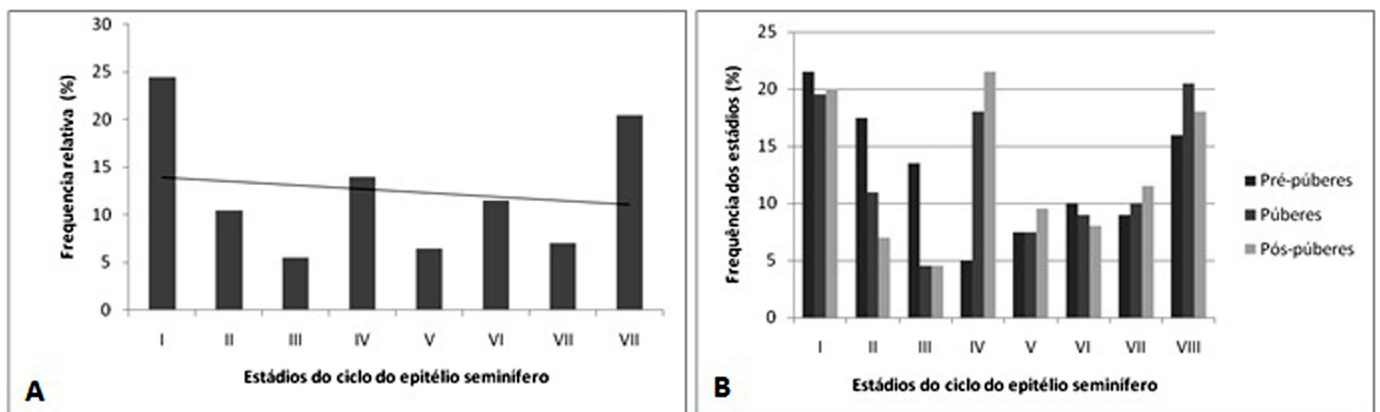 30
25
20
15
10
5
0
Frequencia relativa (%)
I II III IV V VI VII VII
Estádios do ciclo do epitélio seminífero
A
25
20
15
10
5
0
Frequência dos estádios (%)
I II III IV V VI VII VIII
Estádios do ciclo do epitélio seminífero
Pré-púberes
Púberes
Pós-púberes
B